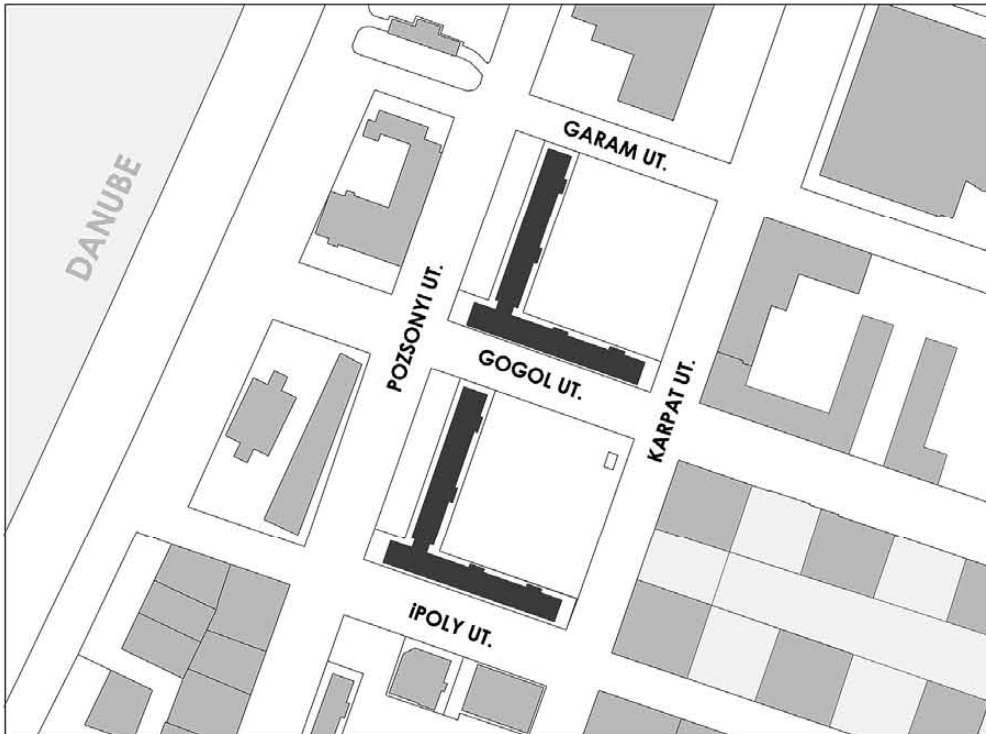 GARAM UT.
DANUBE
POZSONYI UT.
GOGOL UT.
KARPAT UT.
iPOLY UT.